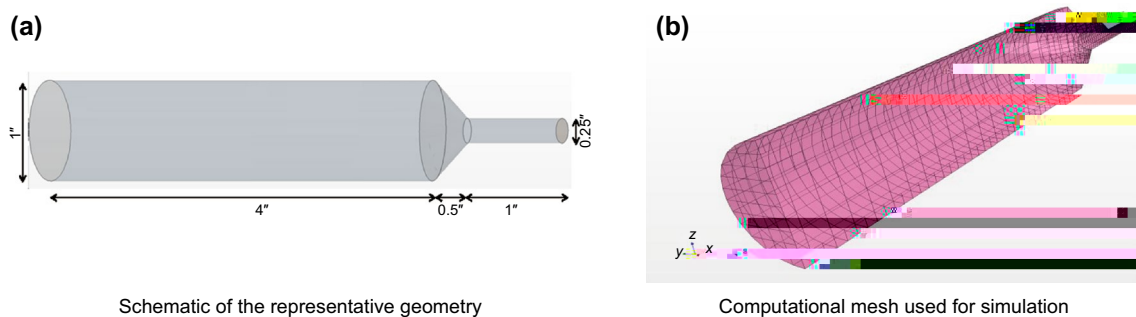 (a)
(b)
1″
0.25″
4″
0.5″
1″
z
y
x
Schematic of the representative geometry
Computational mesh used for simulation